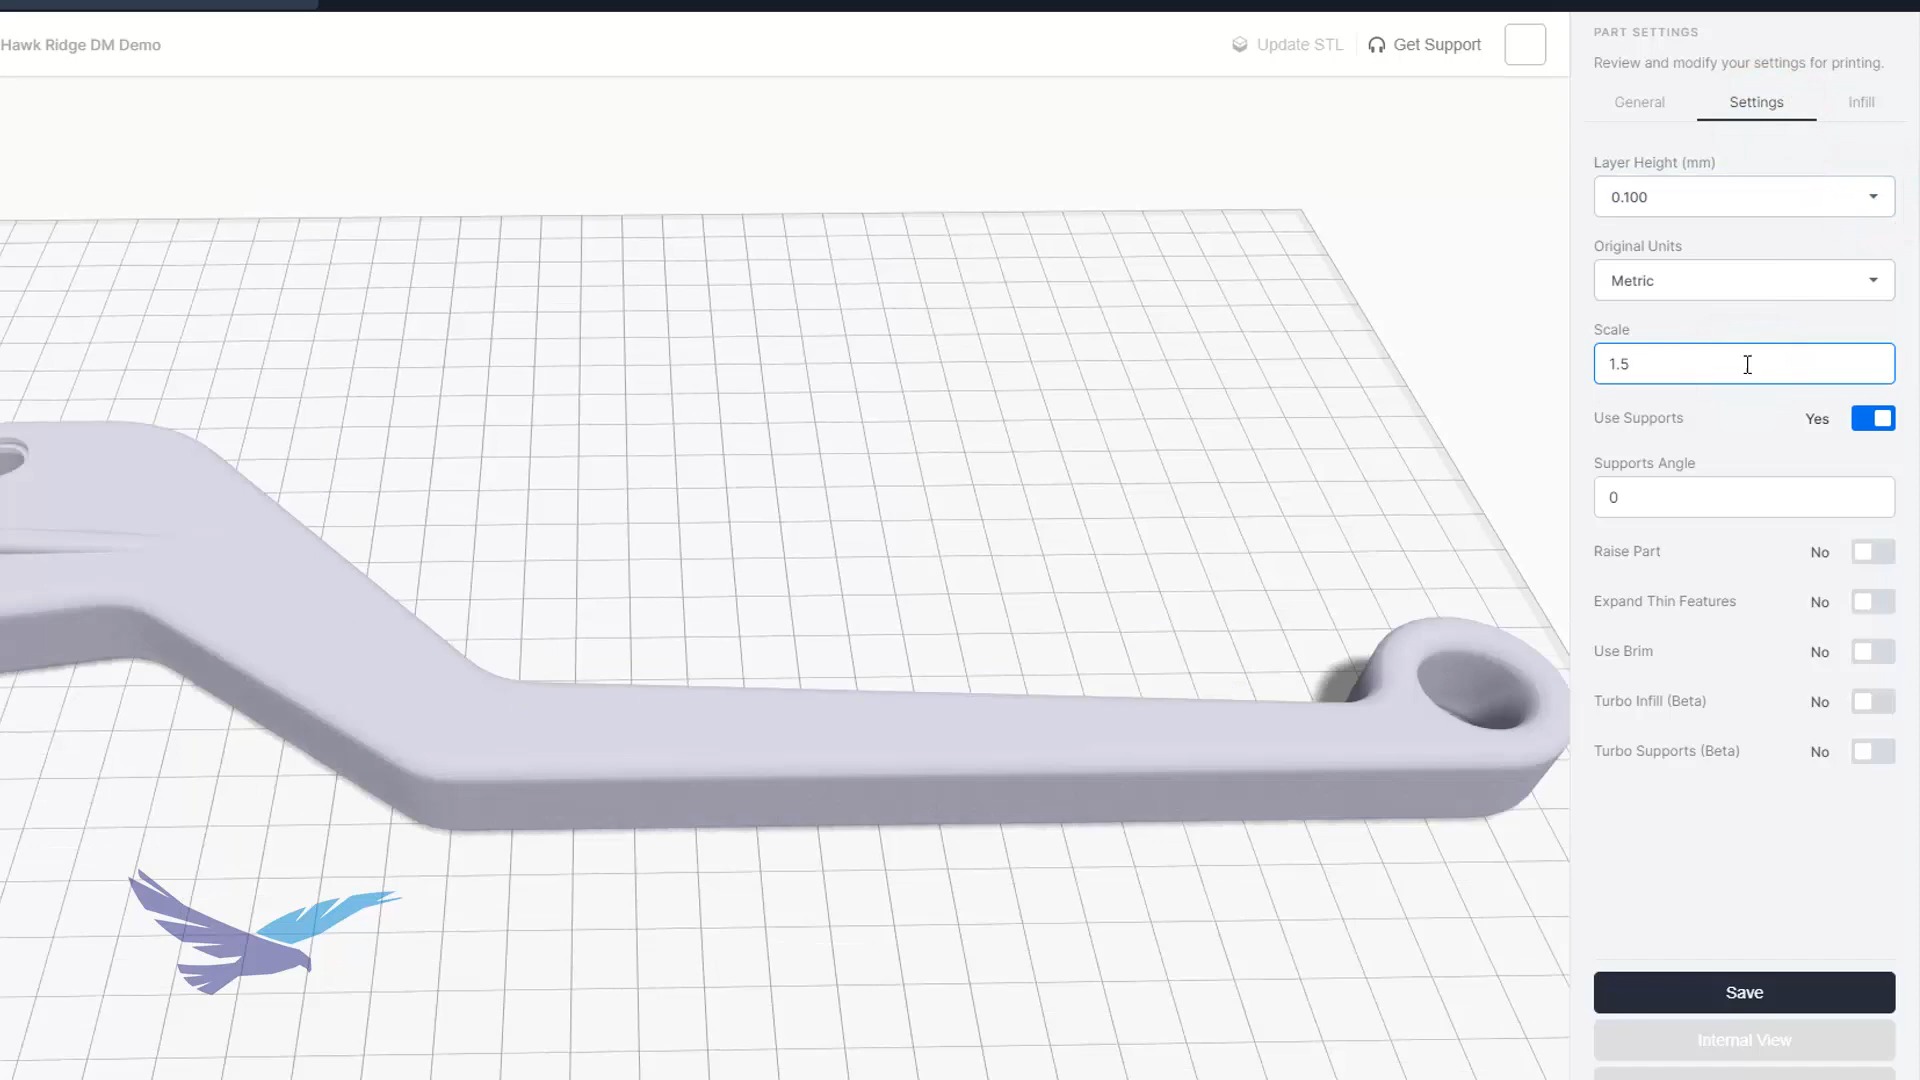 Hawk Ridge DM Demo
Update STL
Get Support
PART SETTINGS
Review and modify your settings for printing.
General
Settings
Infill
Layer Height (mm)
0.100
Original Units
Metric
Scale
1.5
Use Supports
Yes
Supports Angle
0
Raise Part
No
Expand Thin Features
No
Use Brim
No
Turbo Infill (Beta)
No
Turbo Supports (Beta)
No
Save
Internal View